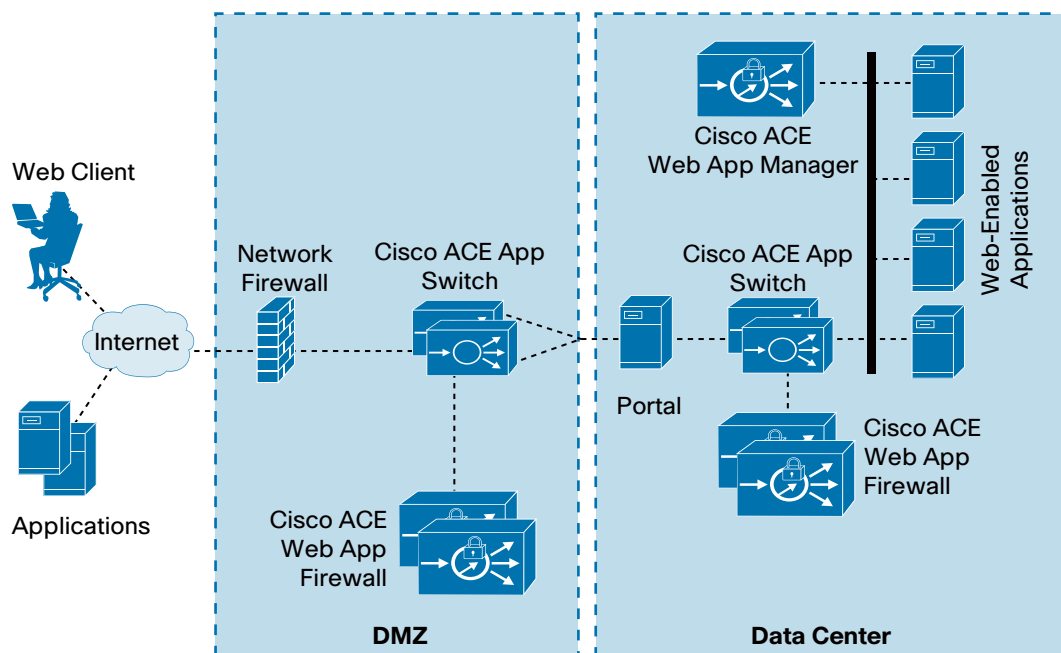 Web Client
Internet
Applications
Network
Firewall
Cisco ACE App
Switch
Cisco ACE
Web App
Firewall
DMZ
Cisco ACE
Web App Manager
Cisco ACE App
Switch
Portal
Web-Enabled
Applications
Cisco ACE
Web App
Firewall
Data Center